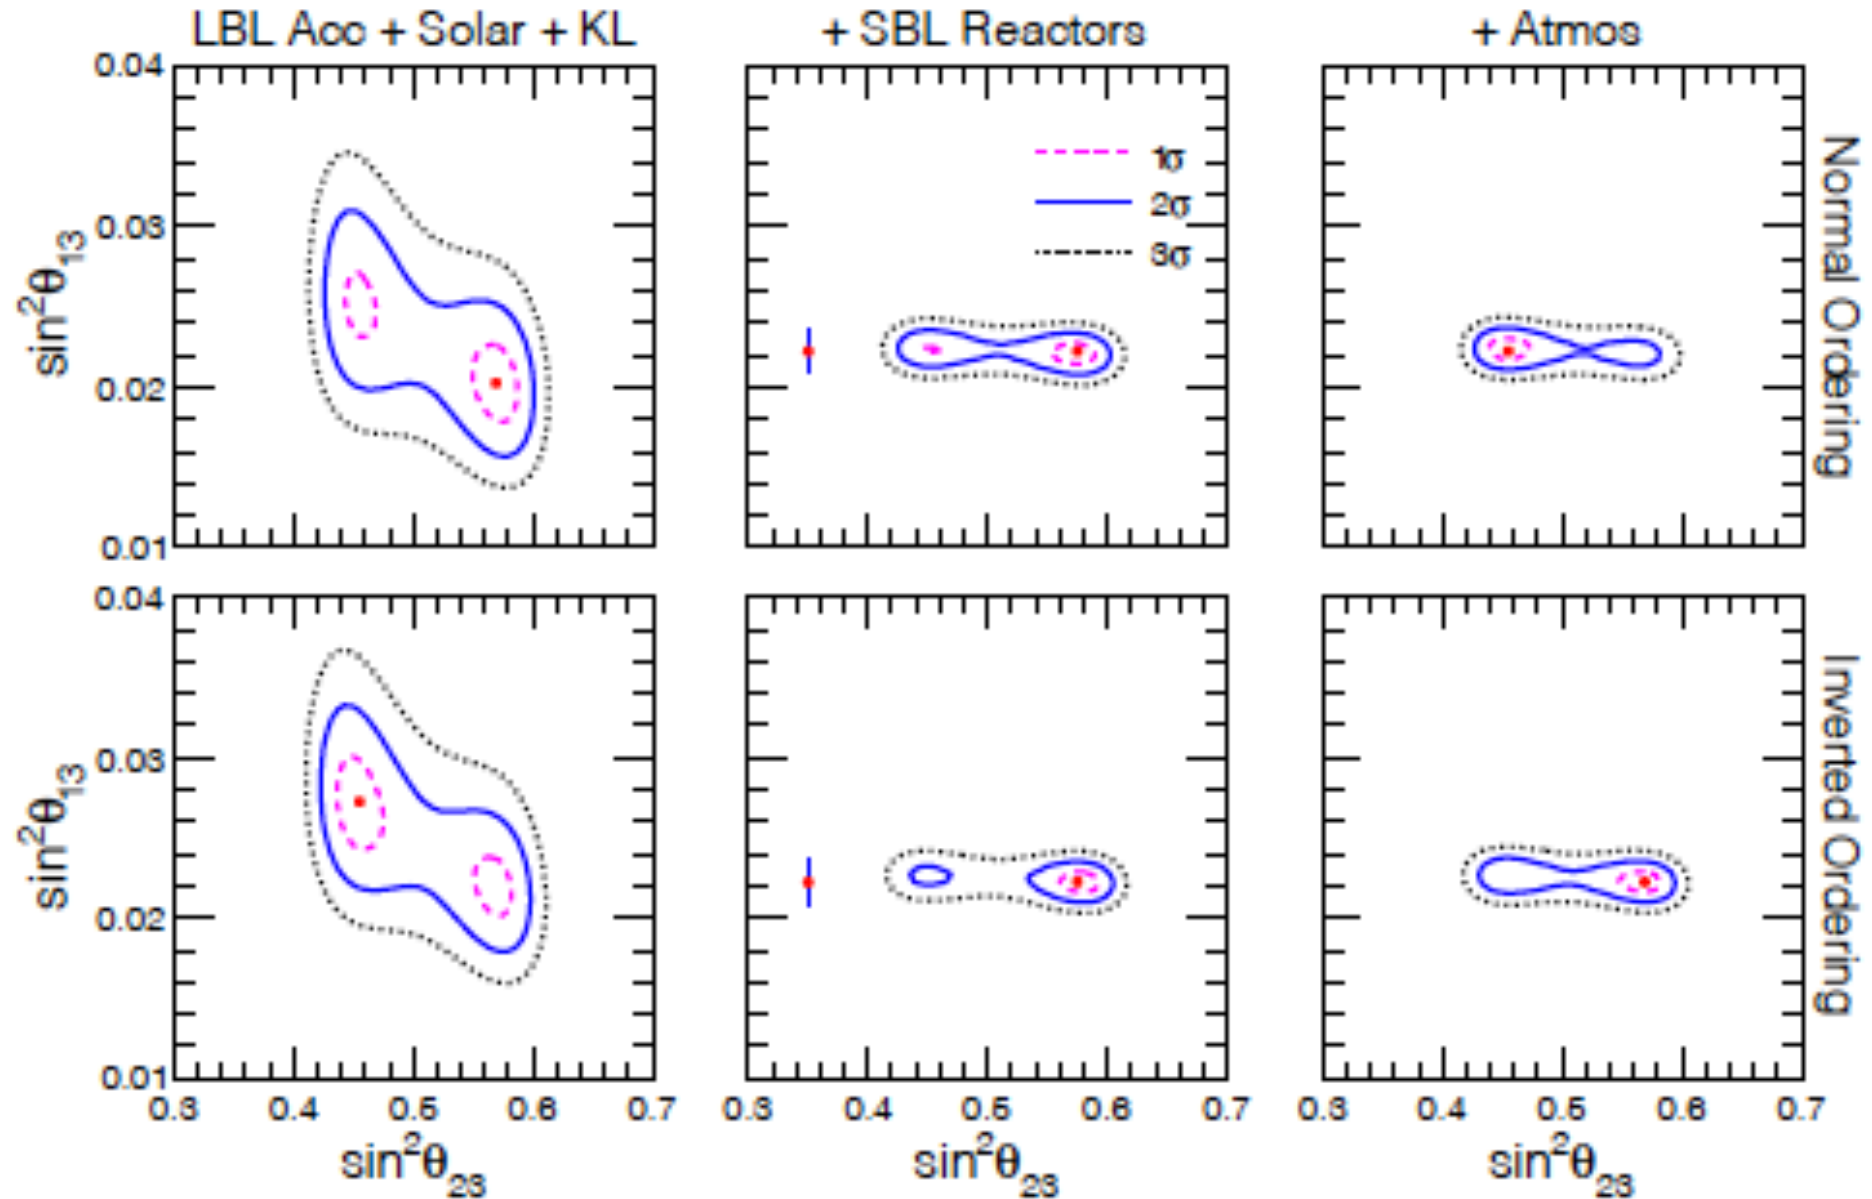 LBL Acc + Solar + KL
+ SBL Reactors
+ Atmos
0.04
0.03
0.02
0.01
sin²θ₁₃
1σ
2σ
3σ
Normal Ordering
0.04
0.03
0.02
0.01
sin²θ₁₃
Inverted Ordering
0.3 0.4 0.5 0.6 0.7
0.3 0.4 0.5 0.6 0.7
0.3 0.4 0.5 0.6 0.7
sin²θ₂₃
sin²θ₂₃
sin²θ₂₃